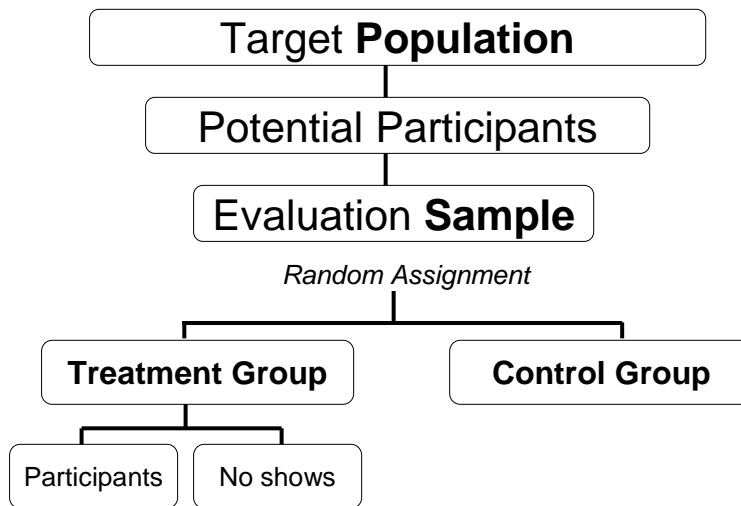 Target Population
Potential Participants
Evaluation Sample
Random Assignment
Treatment Group
Control Group
Participants
No shows